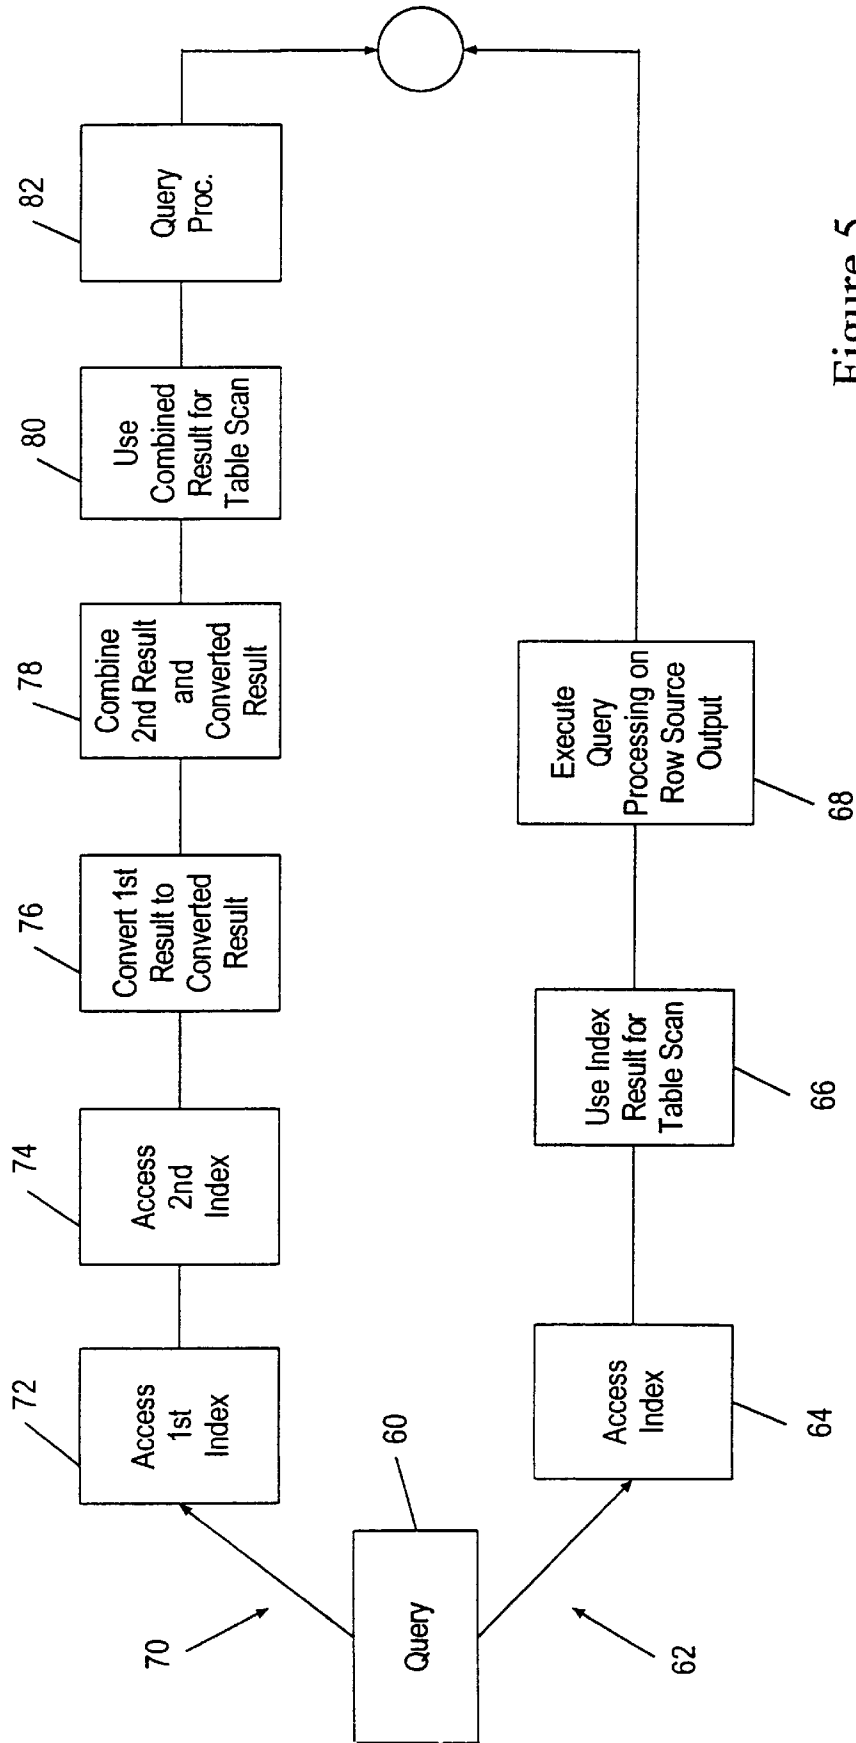 70
60
Query
62
72
Access
1st
Index
74
Access
2nd
Index
76
Convert 1st
Result to
Converted
Result
78
Combine
2nd Result
and
Converted
Result
80
Use
Combined
Result for
Table Scan
82
Query
Proc.
Access
Index
64
Use Index
Result for
Table Scan
66
Execute
Query
Processing on
Row Source
Output
68
Figure 5